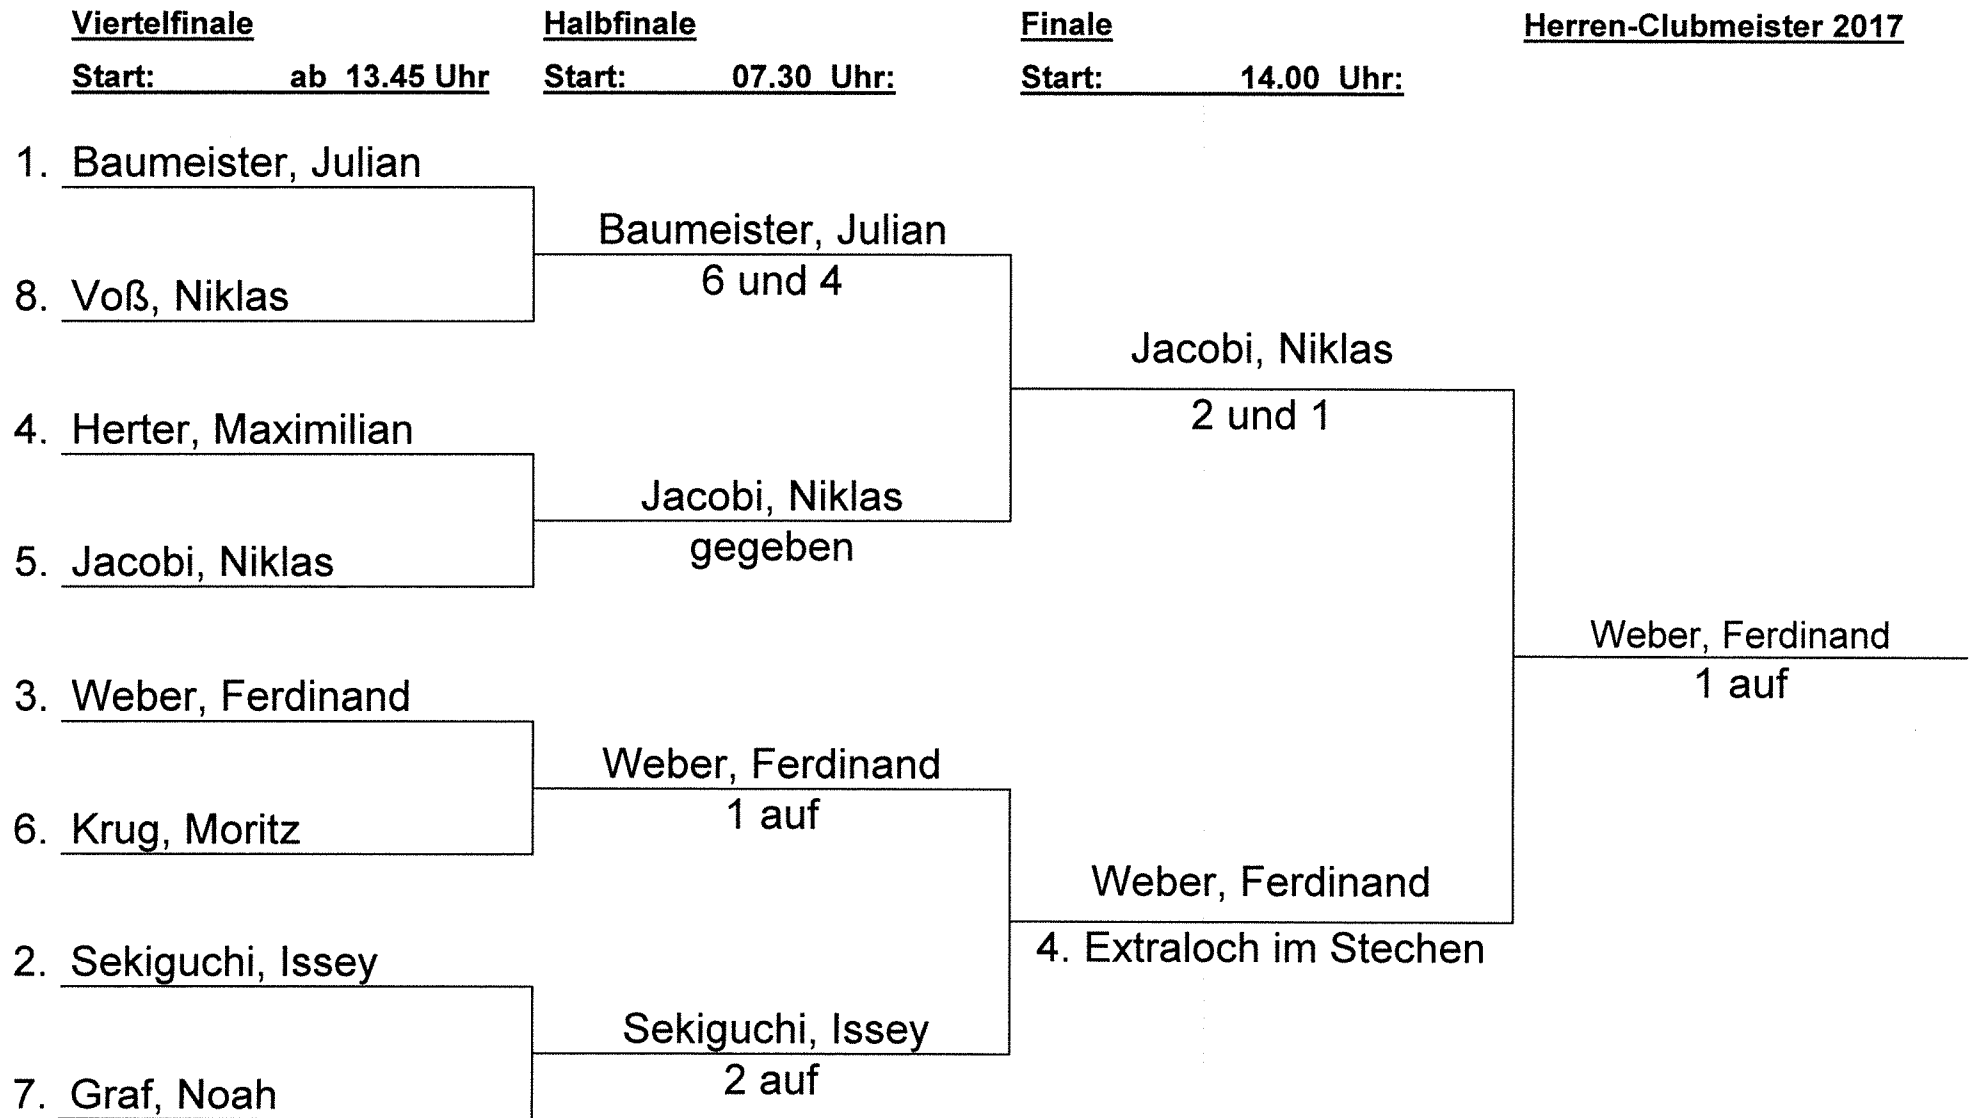 Viertelfinale Halbfinale Finale Herren-Clubmeister 2017
Start: ab 13.45 Uhr Start: 07.30 Uhr: Start: 14.00 Uhr:
1. Baumeister, Julian
Baumeister, Julian
6 und 4
8. Voß, Niklas
Jacobi, Niklas
2 und 1
4. Herter, Maximilian
Jacobi, Niklas
gegeben
5. Jacobi, Niklas
Weber, Ferdinand
1 auf
3. Weber, Ferdinand
Weber, Ferdinand
1 auf
6. Krug, Moritz
Weber, Ferdinand
4. Extraloch im Stechen
2. Sekiguchi, Issey
Sekiguchi, Issey
2 auf
7. Graf, Noah